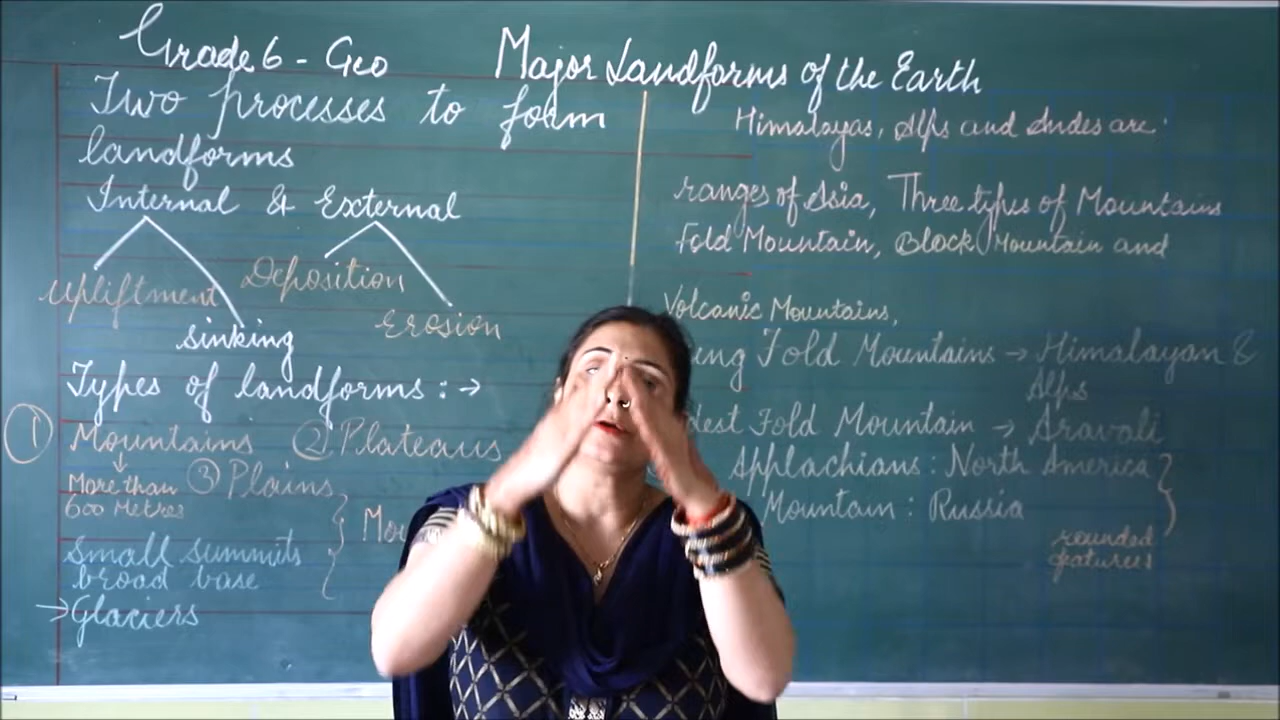 Grade 6 - Geo
Major Landforms of the Earth
Two processes to form
landforms
Internal & External
Upliftment
Deposition
sinking
Erosion
Types of landforms : →
① Mountains ② Plateaus
↓
More than ③ Plains
600 Metres
Small summits
broad base
→ Glaciers
Mou
Himalayas, Alps and Andes are
ranges of Asia, Three types of Mountains
Fold Mountain, Block Mountain and
Volcanic Mountains,
ung Fold Mountains → Himalayan &
Alps
dest Fold Mountain → Aravali
Applachians : North America
Mountain : Russia
rounded
features